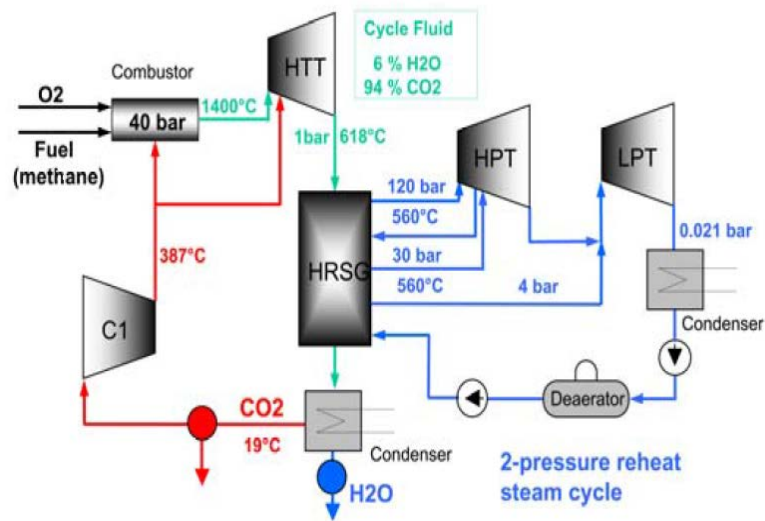 Cycle Fluid
6 % H2O
94 % CO2
HTT
Combustor
O2
1400°C
40 bar
Fuel
(methane)
1bar
618°C
HPT
LPT
120 bar
560°C
0.021 bar
387°C
HRSG
30 bar
560°C
4 bar
C1
Condenser
Deaerator
CO2
19°C
Condenser
H2O
2-pressure reheat
steam cycle